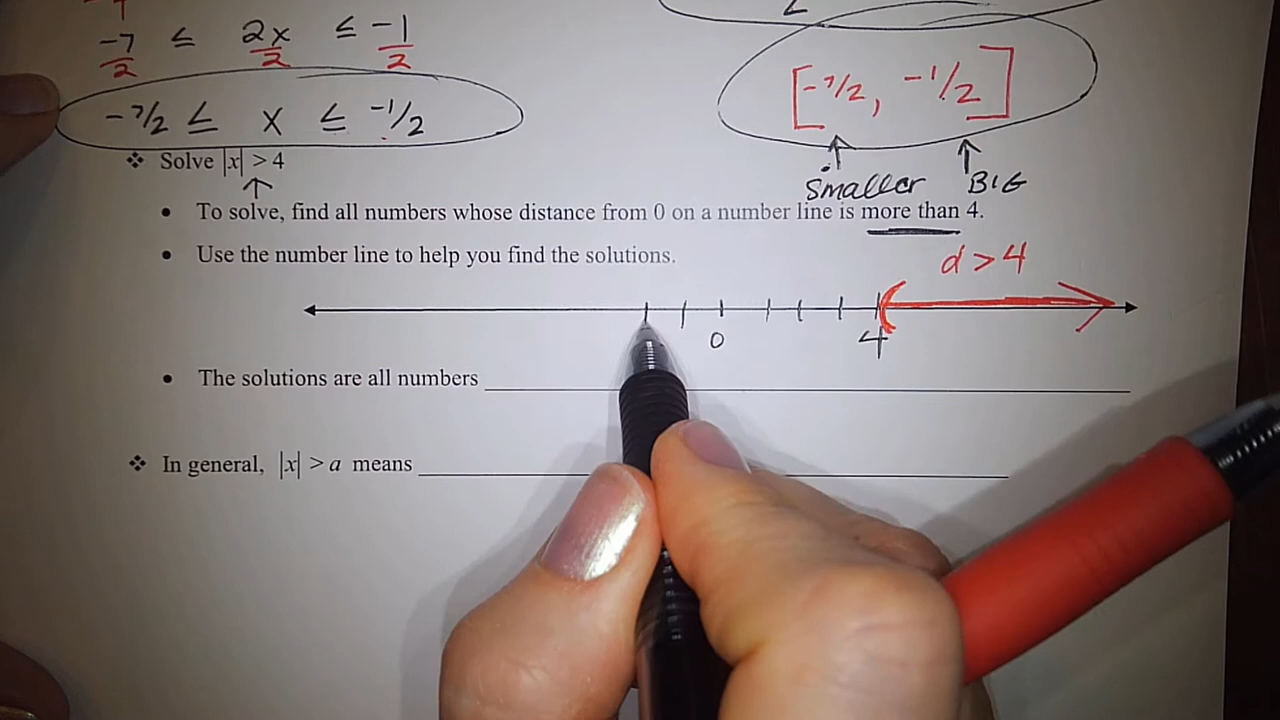 -7/2 ≤ 2x/2 ≤ -1/2
[-7/2, -1/2]
-7/2 ≤ x ≤ -1/2
❖ Solve |x| > 4
↑ ↑ ↑
Smaller BIG
• To solve, find all numbers whose distance from 0 on a number line is more than 4.
• Use the number line to help you find the solutions.
d > 4
0 4
• The solutions are all numbers
❖ In general, |x| > a means